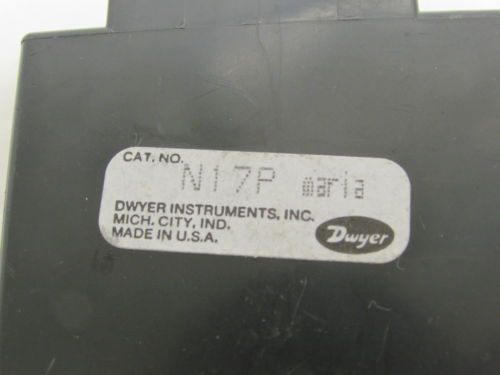 CAT. NO. N17P maria
DWYER INSTRUMENTS, INC.
MICH. CITY, IND.
MADE IN U.S.A.
Dwyer